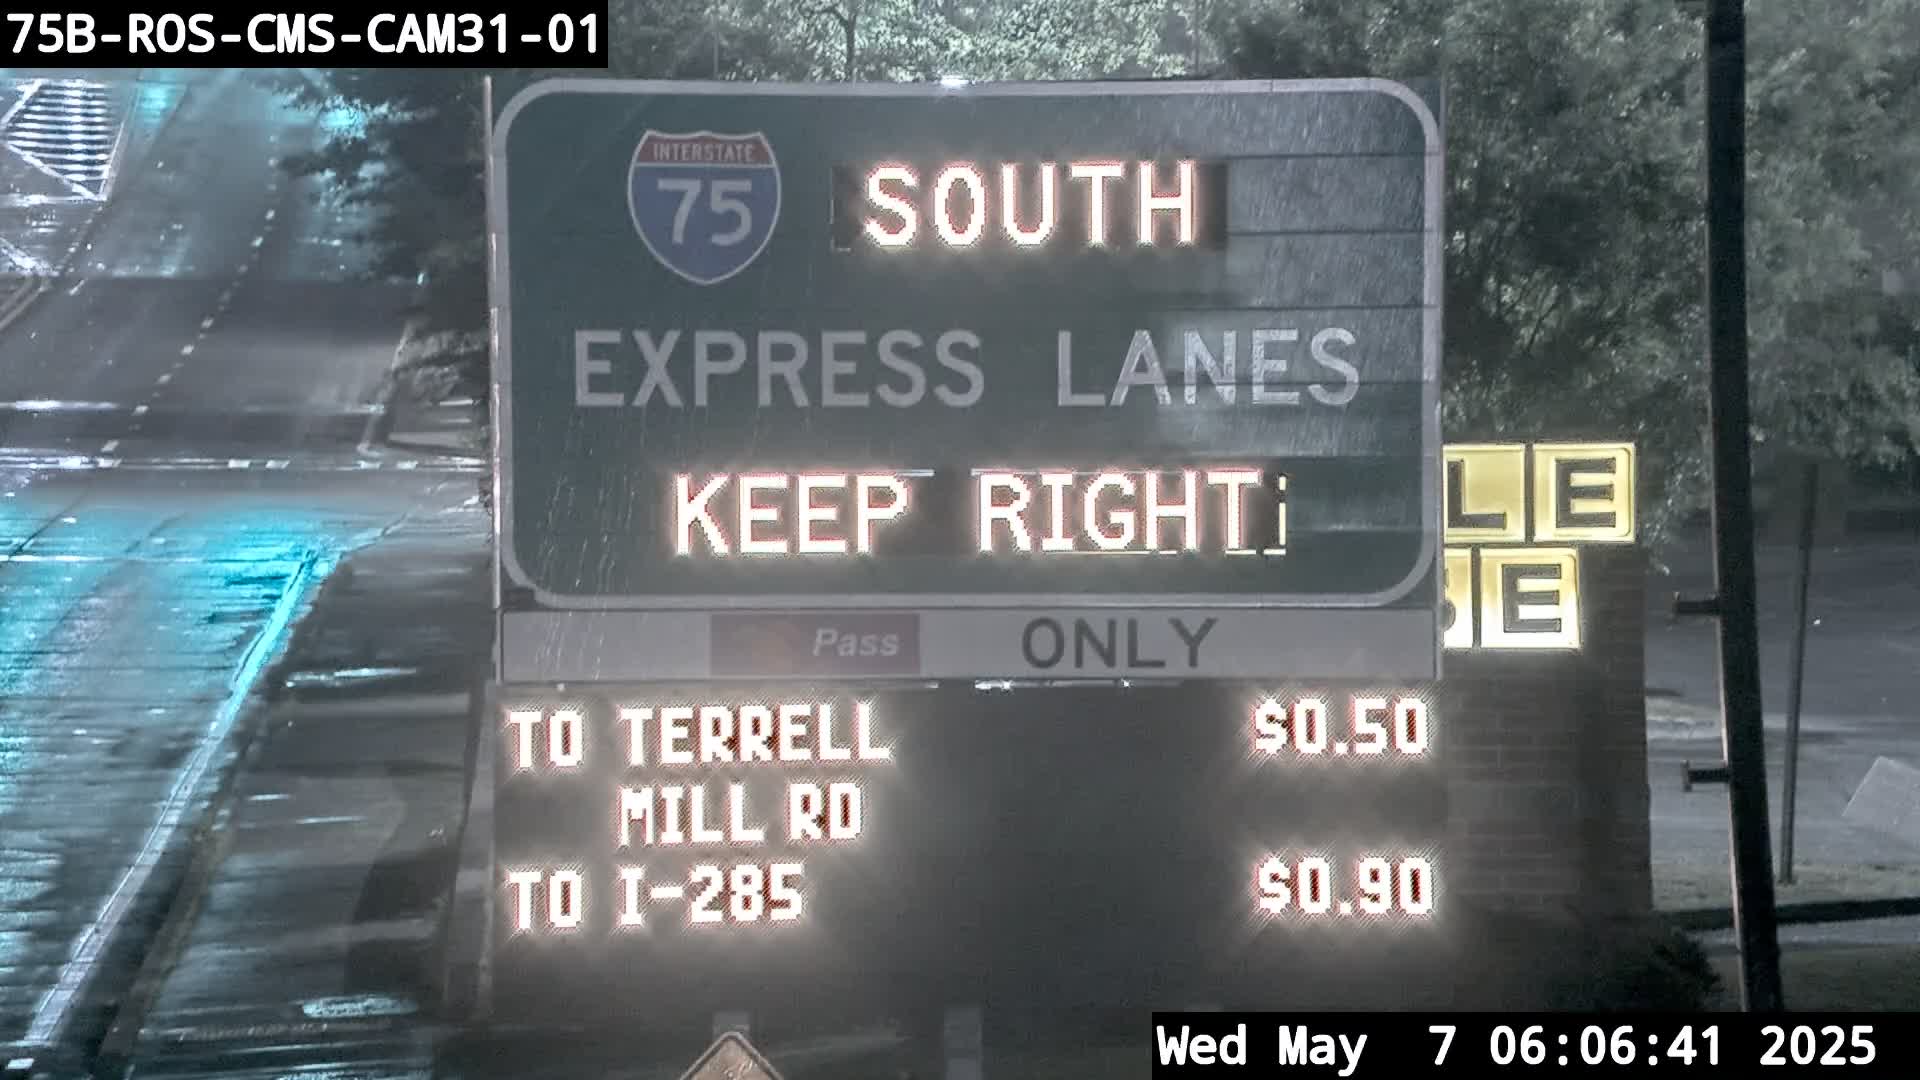 75B-ROS-CMS-CAM31-01
INTERSTATE
75
SOUTH
EXPRESS LANES
KEEP RIGHT
Pass ONLY
LE
E
TO TERRELL $0.50
MILL RD
TO I-285 $0.90
Wed May 7 06:06:41 2025